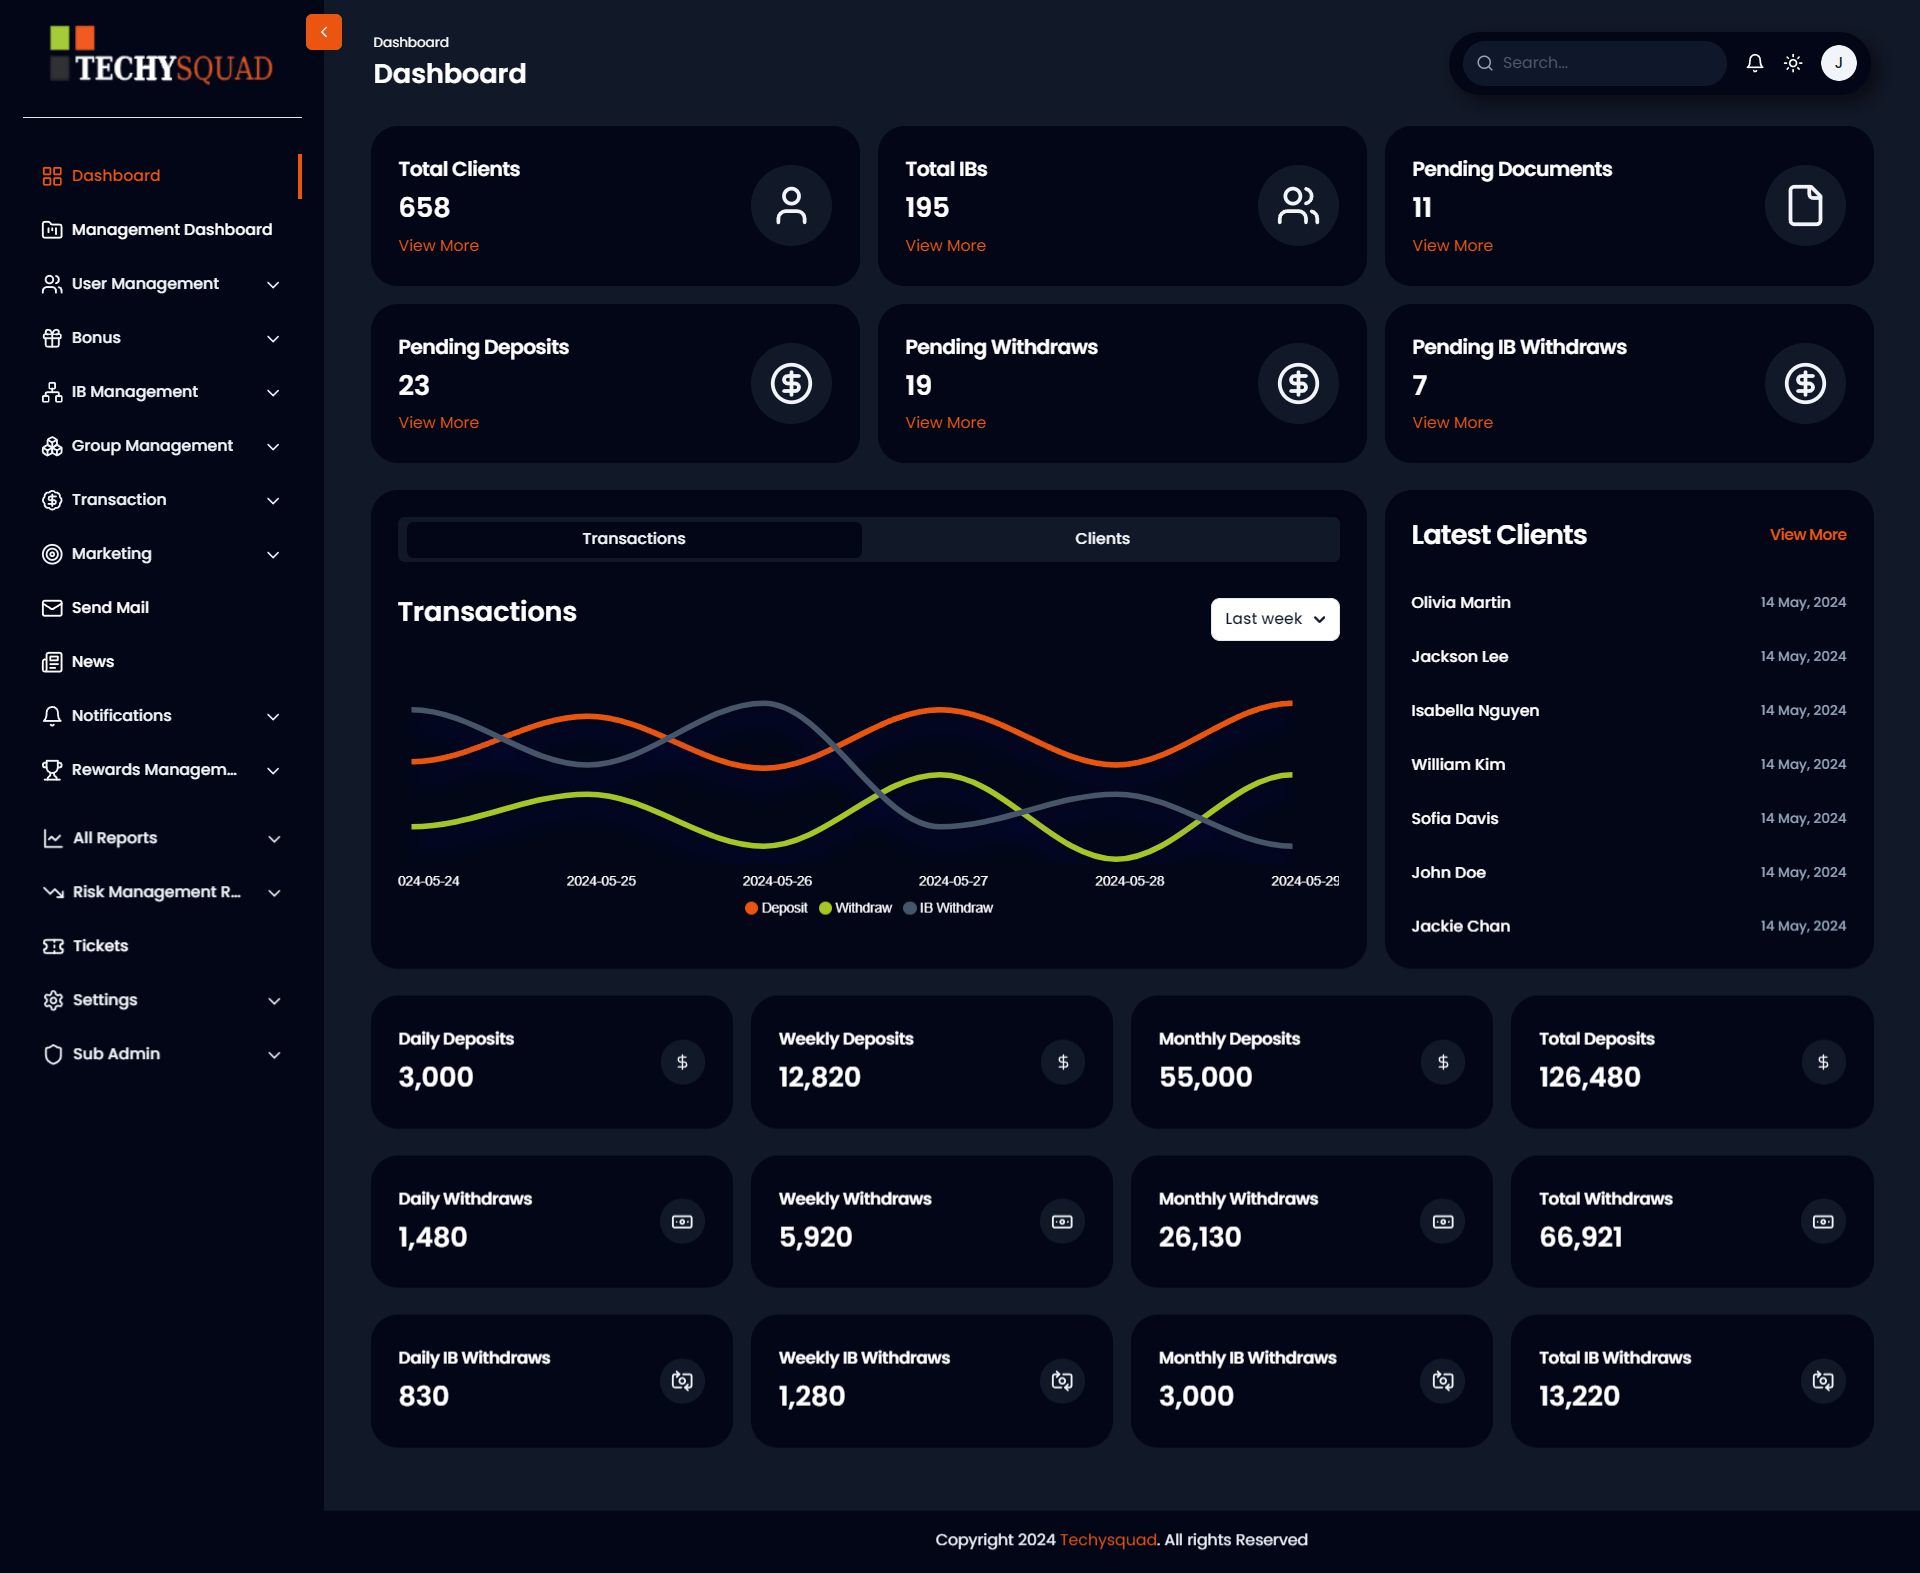 TECHYSQUAD
Dashboard
Management Dashboard
User Management
Bonus
IB Management
Group Management
Transaction
Marketing
Send Mail
News
Notifications
Rewards Managem...
All Reports
Risk Management R...
Tickets
Settings
Sub Admin
Dashboard
Dashboard
Search...
J
Total Clients
658
View More
Total IBs
195
View More
Pending Documents
11
View More
Pending Deposits
23
View More
Pending Withdraws
19
View More
Pending IB Withdraws
7
View More
Transactions
Clients
Transactions
Last week
024-05-24 2024-05-25 2024-05-26 2024-05-27 2024-05-28 2024-05-29
Deposit Withdraw IB Withdraw
Latest Clients
View More
Olivia Martin 14 May, 2024
Jackson Lee 14 May, 2024
Isabella Nguyen 14 May, 2024
William Kim 14 May, 2024
Sofia Davis 14 May, 2024
John Doe 14 May, 2024
Jackie Chan 14 May, 2024
Daily Deposits
3,000
Weekly Deposits
12,820
Monthly Deposits
55,000
Total Deposits
126,480
Daily Withdraws
1,480
Weekly Withdraws
5,920
Monthly Withdraws
26,130
Total Withdraws
66,921
Daily IB Withdraws
830
Weekly IB Withdraws
1,280
Monthly IB Withdraws
3,000
Total IB Withdraws
13,220
Copyright 2024 Techysquad. All rights Reserved